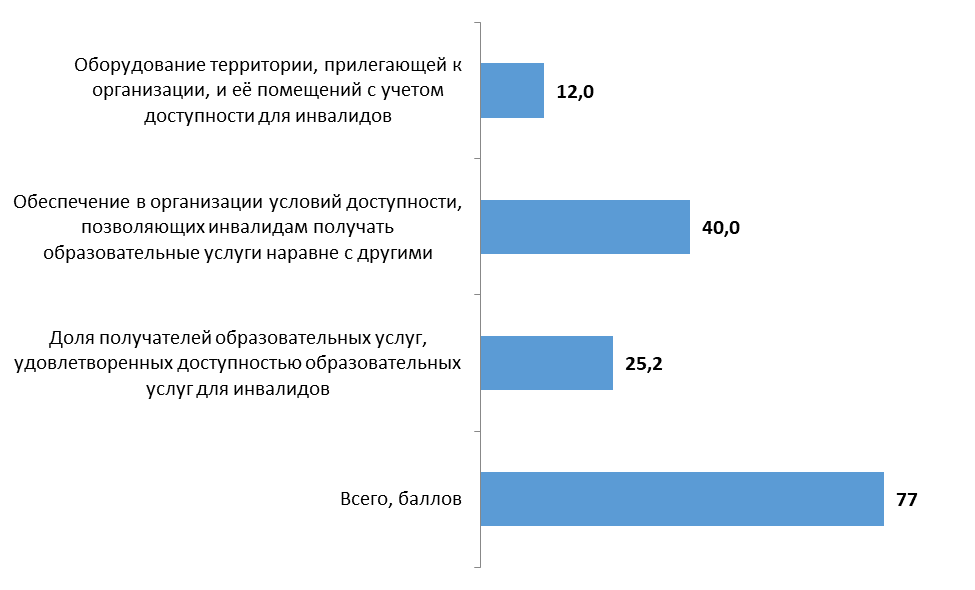 Оборудование территории, прилегающей к
организации, и её помещений с учетом
доступности для инвалидов
12,0
Обеспечение в организации условий доступности,
позволяющих инвалидам получать
образовательные услуги наравне с другими
40,0
Доля получателей образовательных услуг,
удовлетворенных доступностью образовательных
услуг для инвалидов
25,2
Всего, баллов
77